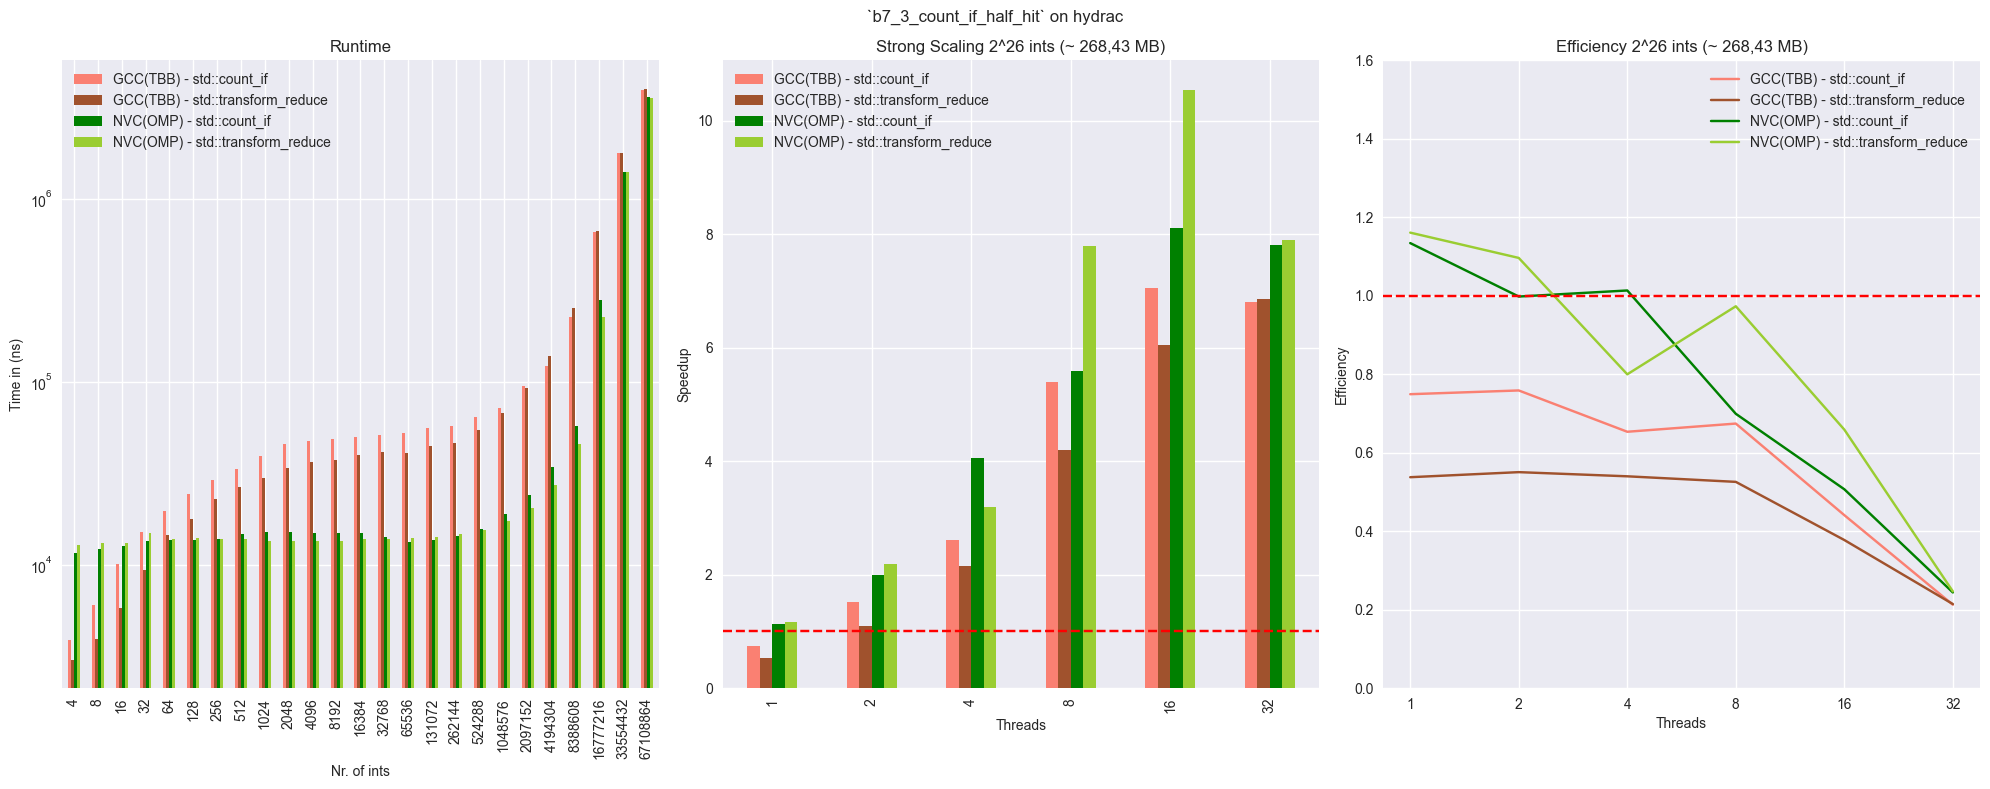 `b7_3_count_if_half_hit` on hydrac
Runtime
GCC(TBB) - std::count_if
GCC(TBB) - std::transform_reduce
NVC(OMP) - std::count_if
NVC(OMP) - std::transform_reduce
Time in (ns)
10^6
10^5
10^4
4
8
16
32
64
128
256
512
1024
2048
4096
8192
16384
32768
65536
131072
262144
524288
1048576
2097152
4194304
8388608
16777216
33554432
67108864
Nr. of ints
Strong Scaling 2^26 ints (~ 268,43 MB)
GCC(TBB) - std::count_if
GCC(TBB) - std::transform_reduce
NVC(OMP) - std::count_if
NVC(OMP) - std::transform_reduce
Speedup
10
8
6
4
2
0
1
2
4
8
16
32
Threads
Efficiency 2^26 ints (~ 268,43 MB)
GCC(TBB) - std::count_if
GCC(TBB) - std::transform_reduce
NVC(OMP) - std::count_if
NVC(OMP) - std::transform_reduce
Efficiency
1.6
1.4
1.2
1.0
0.8
0.6
0.4
0.2
0.0
1
2
4
8
16
32
Threads